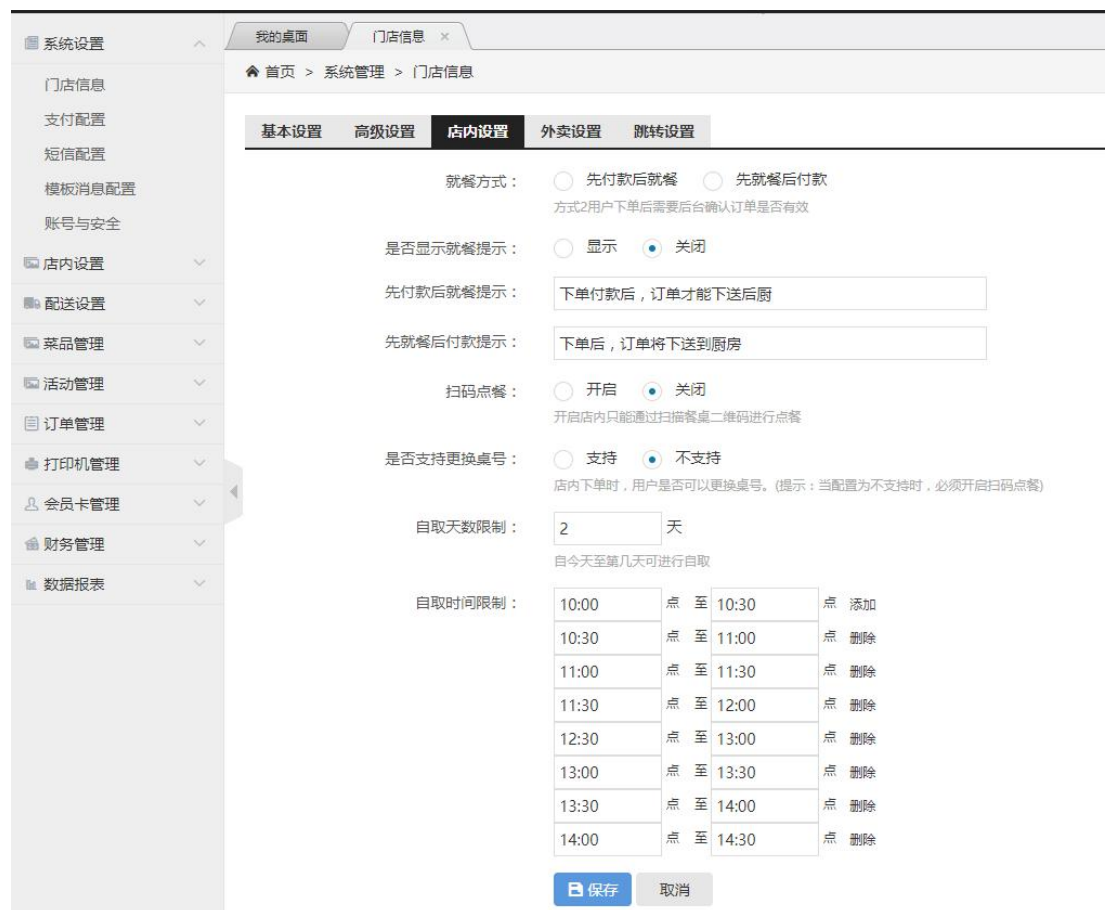 系统设置
门店信息
支付配置
短信配置
模板消息配置
账号与安全
店内设置
配送设置
菜品管理
活动管理
订单管理
打印机管理
会员卡管理
财务管理
数据报表
我的桌面 门店信息 ×
首页 > 系统管理 > 门店信息
基本设置 高级设置 店内设置 外卖设置 跳转设置
就餐方式： 先付款后就餐 先就餐后付款
方式2用户下单后需要后台确认订单是否有效
是否显示就餐提示： 显示 关闭
先付款后就餐提示： 下单付款后，订单才能下送后厨
先就餐后付款提示： 下单后，订单将下送到厨房
扫码点餐： 开启 关闭
开启店内只能通过扫描餐桌二维码进行点餐
是否支持更换桌号： 支持 不支持
店内下单时，用户是否可以更换桌号。(提示：当配置为不支持时，必须开启扫码点餐)
自取天数限制： 2 天
自今天至第几天可进行自取
自取时间限制： 10:00 点 至 10:30 点 添加
10:30 点 至 11:00 点 删除
11:00 点 至 11:30 点 删除
11:30 点 至 12:00 点 删除
12:30 点 至 13:00 点 删除
13:00 点 至 13:30 点 删除
13:30 点 至 14:00 点 删除
14:00 点 至 14:30 点 删除
保存 取消